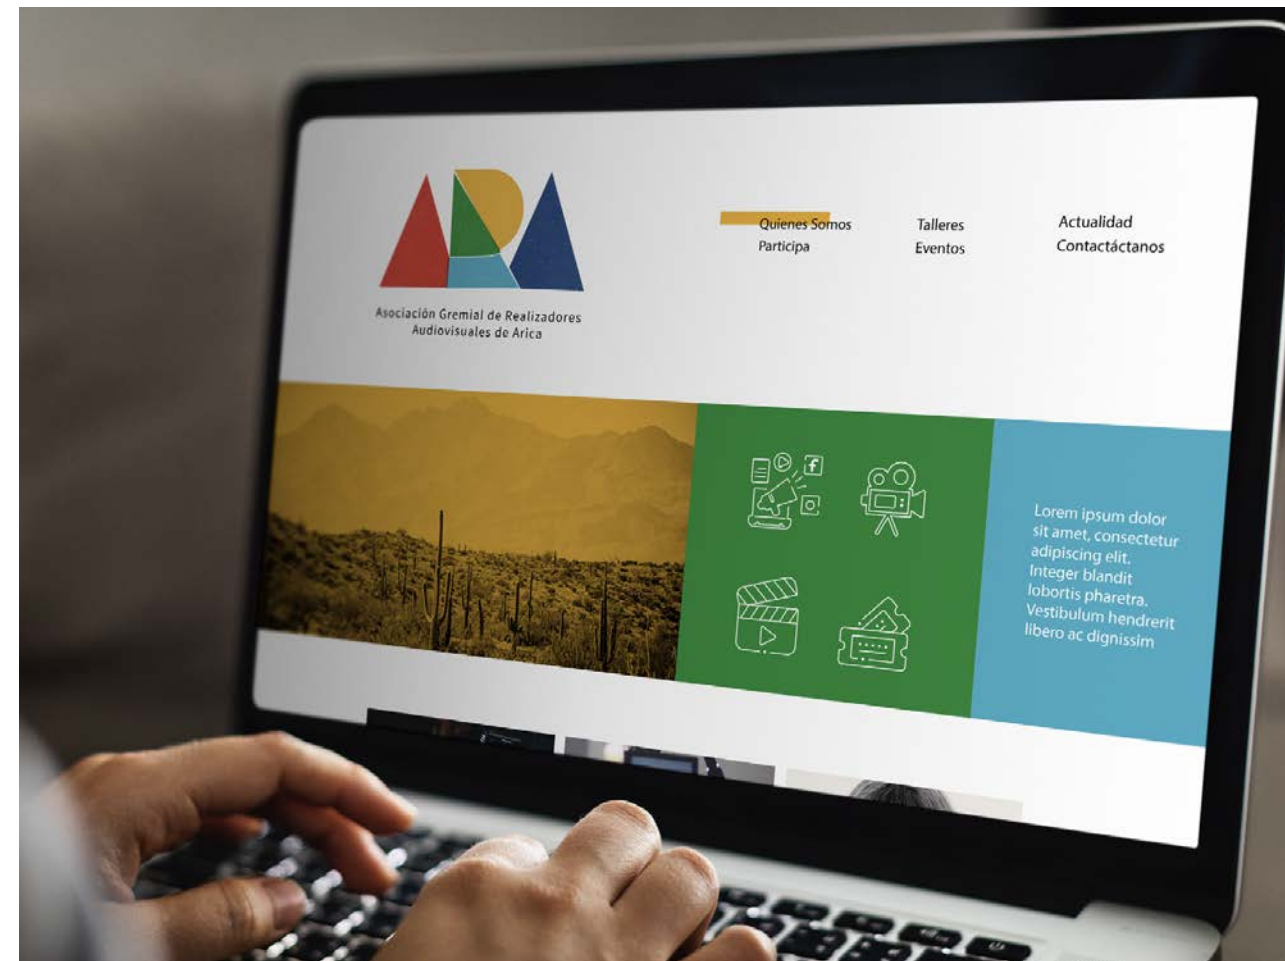 ARA
Asociación Gremial de Realizadores
Audiovisuales de Arica
Quienes Somos
Participa
Talleres
Eventos
Actualidad
Contactáctanos
f
Lorem ipsum dolor
sit amet, consectetur
adipiscing elit.
Integer blandit
lobortis pharetra.
Vestibulum hendrerit
libero ac dignissim